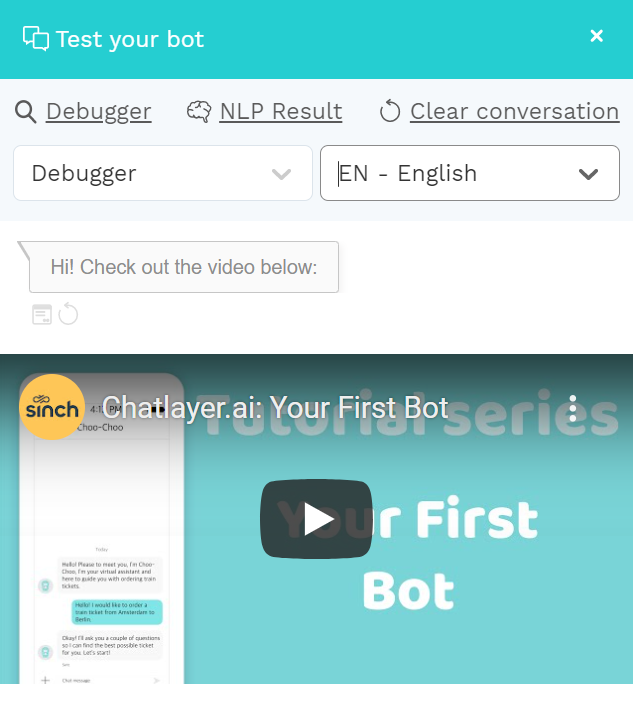 Test your bot
Debugger
NLP Result
Clear conversation
Debugger
EN - English
Hi! Check out the video below:
sinch
Chatlayer.ai: Your First Bot
Tutorial series
Your First
Bot
4:12 PM
Choo-Choo
Today
Hello! Please to meet you, I'm Choo-
Choo, I'm your virtual assistant and
here to guide you with ordering train
tickets.
Hello! I would like to order a
train ticket from Amsterdam to
Berlin.
Okay! I'll ask you a couple of questions
so I can find the best possible ticket
for you. Let's start!
Chat message